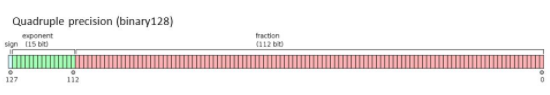 Quadruple precision (binary128)
exponent
fraction
sign (15 bit)
(112 bit)
127
112
0